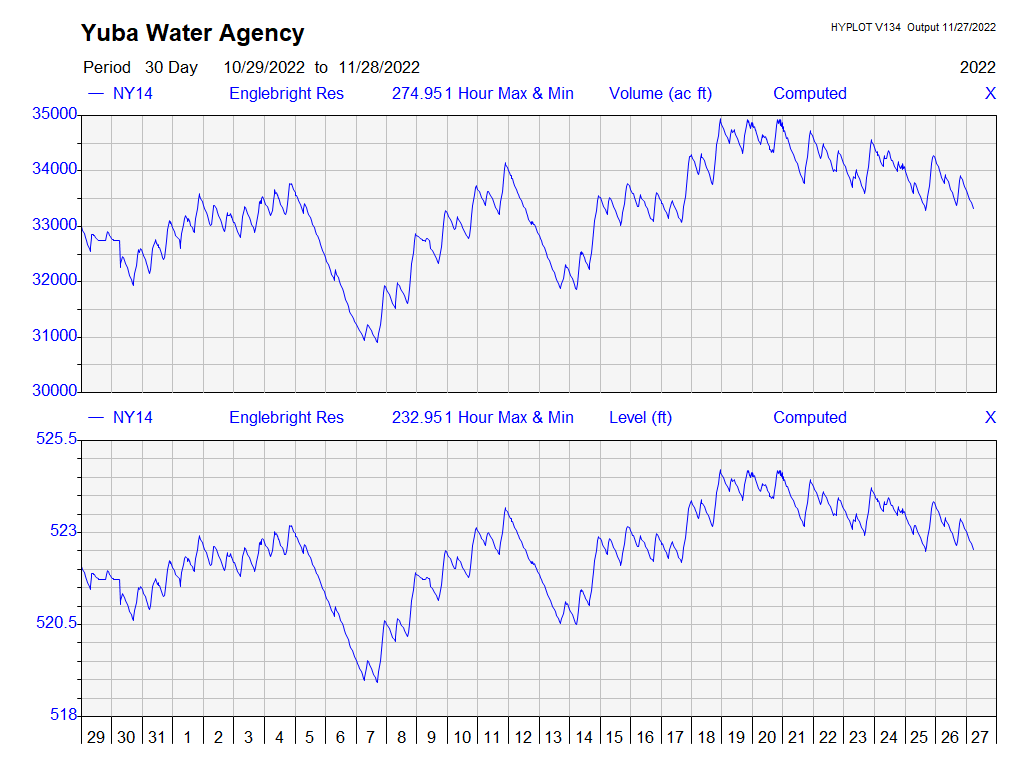 Yuba Water Agency
HYPLOT V134 Output 11/27/2022
Period 30 Day 10/29/2022 to 11/28/2022
2022
NY14 Englebright Res 274.951 Hour Max & Min Volume (ac ft) Computed X
35000
34000
33000
32000
31000
30000
NY14 Englebright Res 232.951 Hour Max & Min Level (ft) Computed X
525.5
523
520.5
518
29 30 31 1 2 3 4 5 6 7 8 9 10 11 12 13 14 15 16 17 18 19 20 21 22 23 24 25 26 27